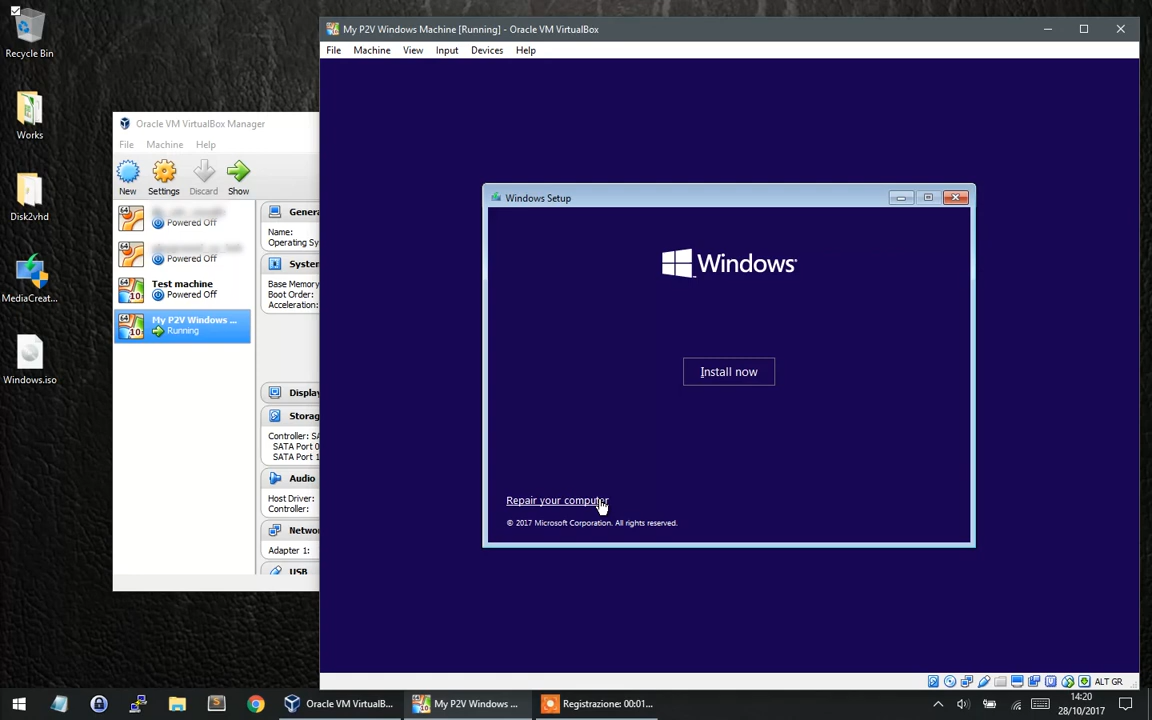 Recycle Bin
Works
Disk2vhd
MediaCreat...
Windows.iso
Oracle VM VirtualBox Manager
File Machine Help
New Settings Discard Show
Powered Off
Powered Off
Test machine
Powered Off
My P2V Windows ...
Running
Genera
Name:
Operating Sy
System
Base Memory
Boot Order:
Acceleration:
Display
Storag
Controller: SA
SATA Port 0
SATA Port 1
Audio
Host Driver:
Controller:
Netwo
Adapter 1:
USB
My P2V Windows Machine [Running] - Oracle VM VirtualBox
File Machine View Input Devices Help
Windows Setup
Windows
Install now
Repair your computer
© 2017 Microsoft Corporation. All rights reserved.
ALT GR
Oracle VM VirtualB...
My P2V Windows ...
Registrazione: 00:01...
14:20
28/10/2017